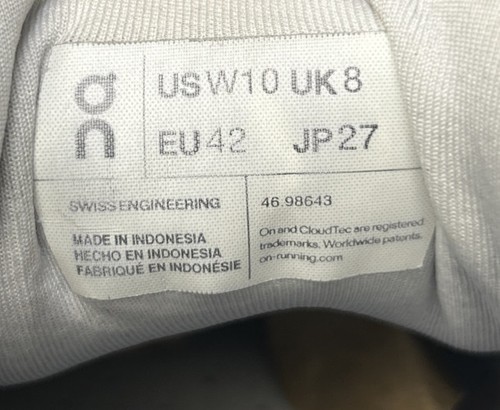 On
US W10 UK 8
EU 42 JP 27
SWISS ENGINEERING
46.98643
MADE IN INDONESIA
HECHO EN INDONESIA
FABRIQUÉ EN INDONÉSIE
On and CloudTec are registered
trademarks. Worldwide patents.
on-running.com